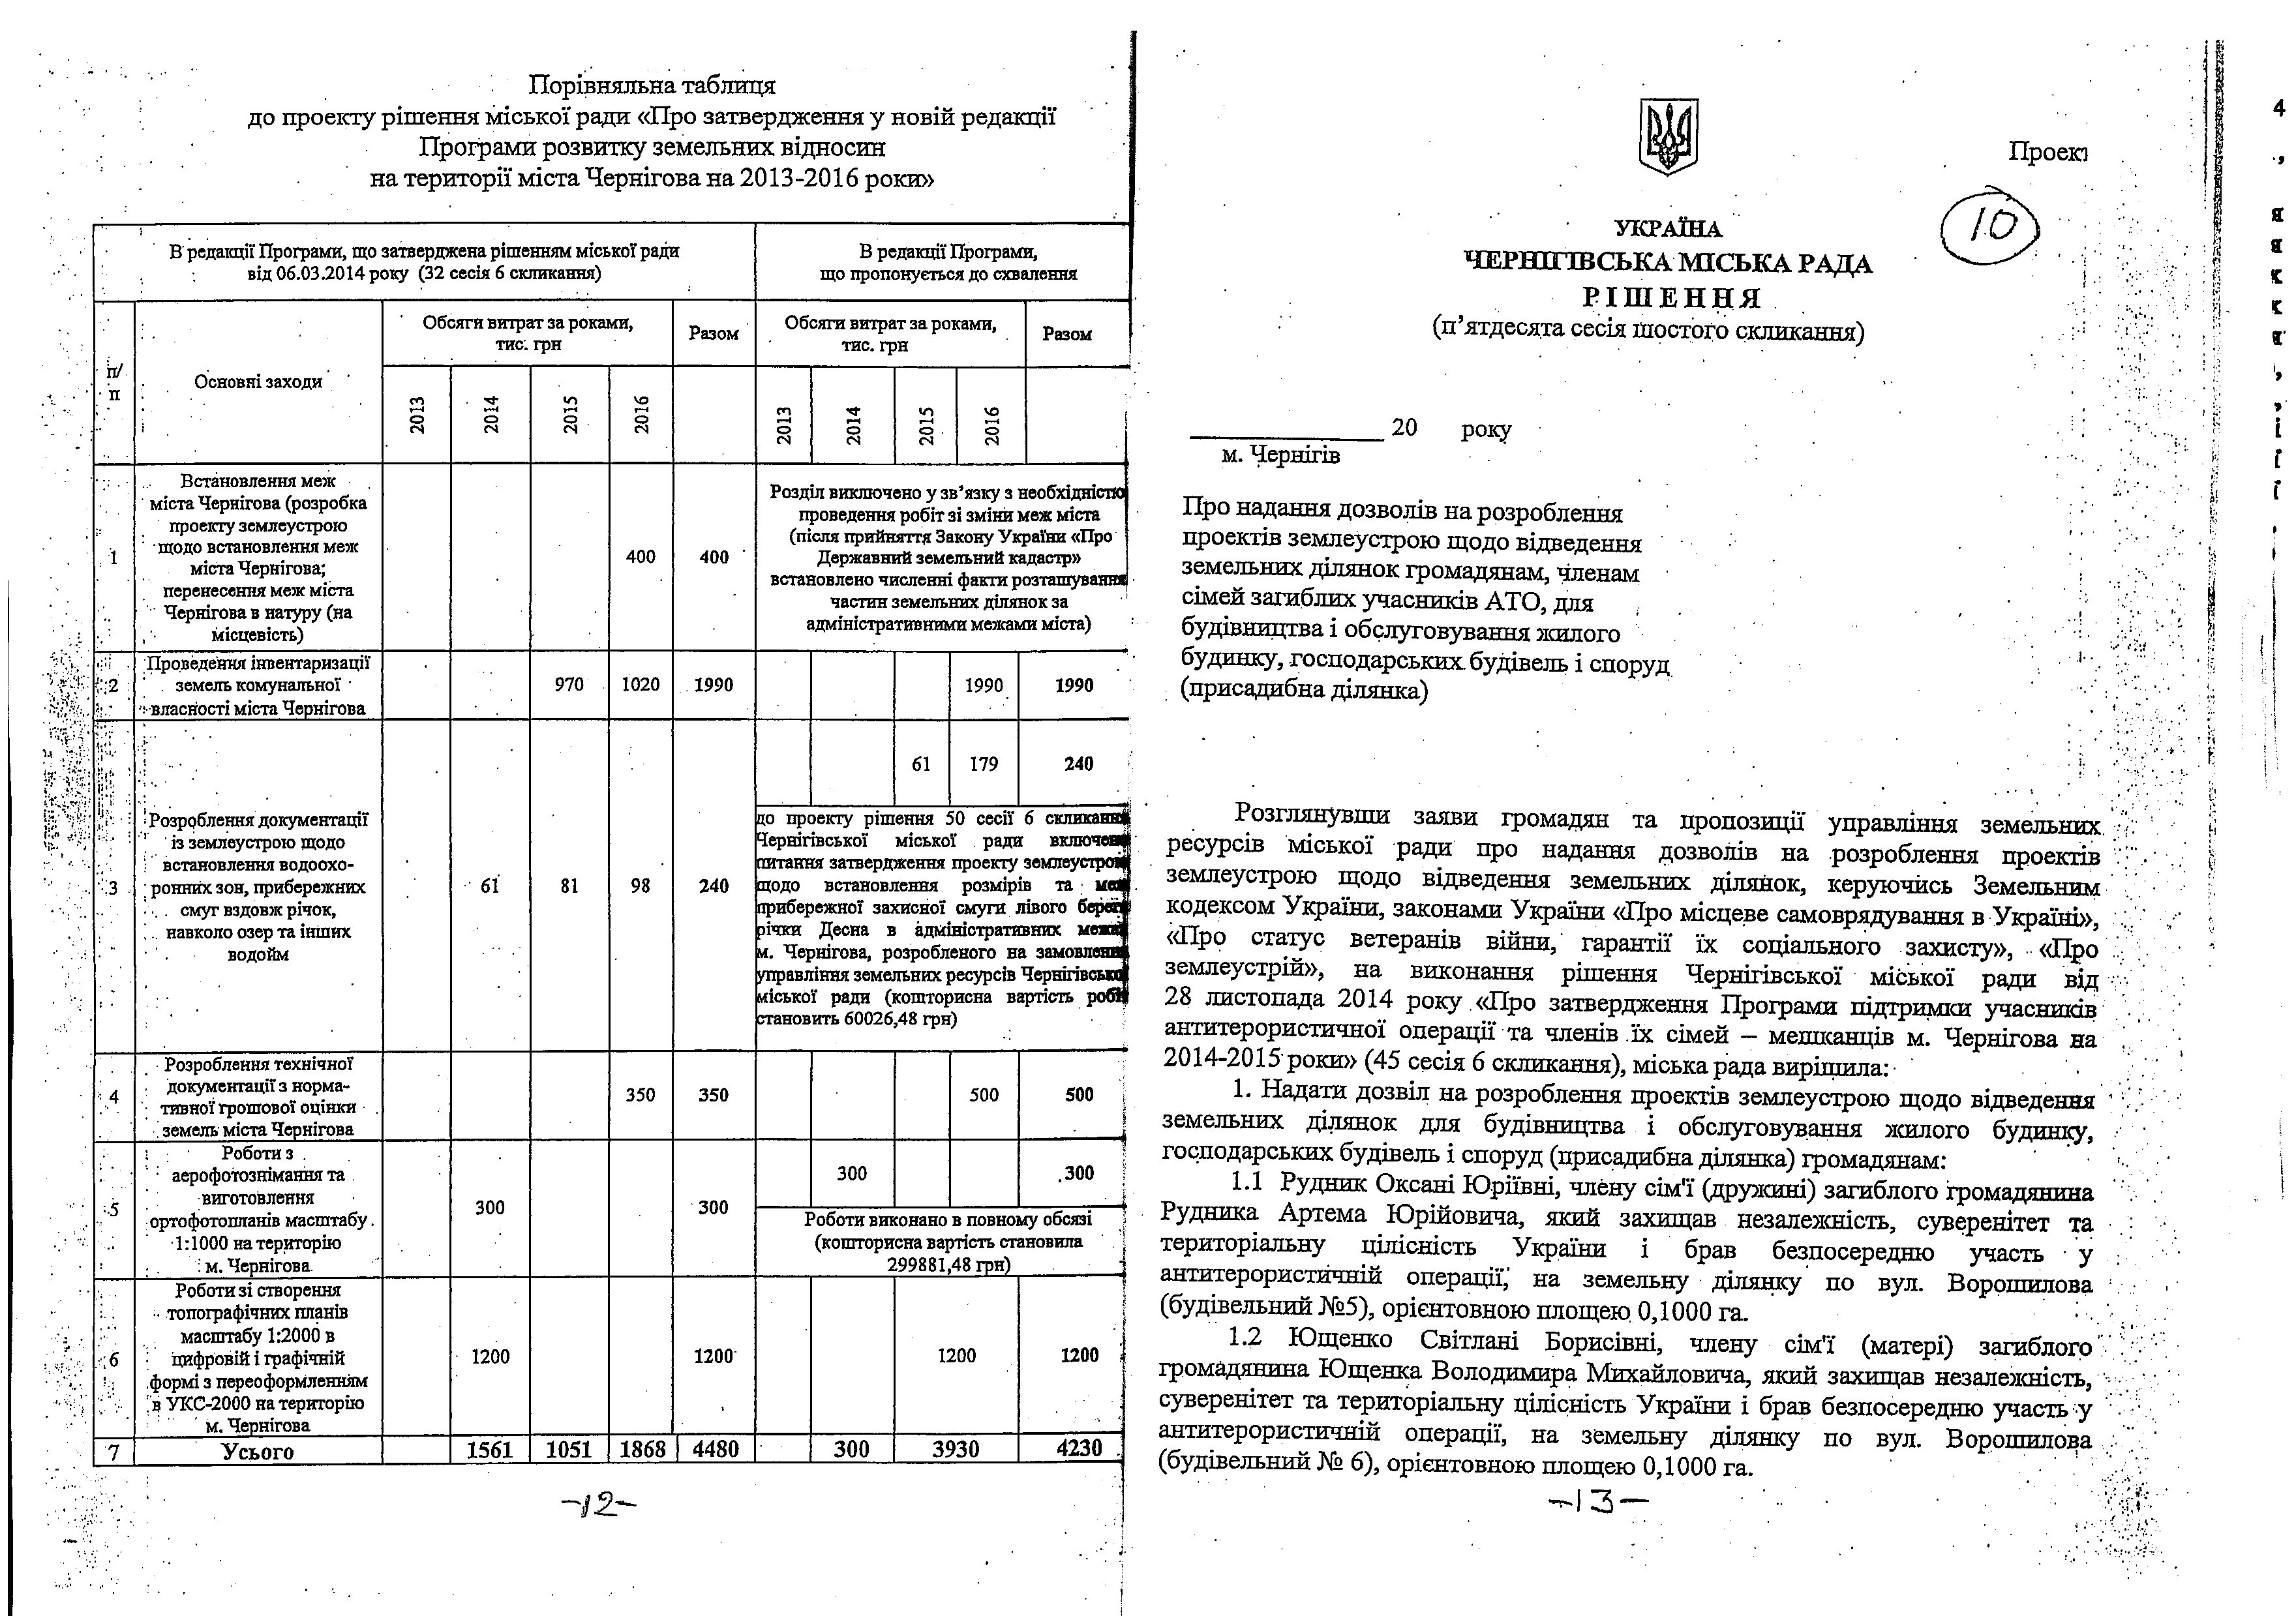 Порівняльна таблиця
до проекту рішення міської ради «Про затвердження у новій редакції
Програми розвитку земельних відносин
на території міста Чернігова на 2013-2016 роки»
В редакції Програми, що затверджена рішенням міської ради
від 06.03.2014 року (32 сесія 6 скликання)
В редакції Програми,
що пропонується до схвалення
п/
п
Основні заходи
Обсяги витрат за роками,
тис. грн
Разом
Обсяги витрат за роками,
тис. грн
Разом
2013
2014
2015
2016
2013
2014
2015
2016
1
Встановлення меж
міста Чернігова (розробка
проекту землеустрою
щодо встановлення меж
міста Чернігова;
перенесення меж міста
Чернігова в натуру (на
місцевість)
400
400
Розділ виключено у зв’язку з необхідністю
проведення робіт зі зміни меж міста
(після прийняття Закону України «Про
Державний земельний кадастр»
встановлено численні факти розташування
частин земельних ділянок за
адміністративними межами міста)
2
Проведення інвентаризації
земель комунальної
власності міста Чернігова
970
1020
1990
1990
1990
3
Розроблення документації
із землеустрою щодо
встановлення водоохо-
ронних зон, прибережних
смуг вздовж річок,
навколо озер та інших
водойм
61
81
98
240
61
179
240
до проекту рішення 50 сесії 6 скликання
Чернігівської міської ради включено
питання затвердження проекту землеустрою
щодо встановлення розмірів та меж
прибережної захисної смуги лівого берега
річки Десна в адміністративних межах
м. Чернігова, розробленого на замовлення
управління земельних ресурсів Чернігівської
міської ради (кошторисна вартість робіт
становить 60026,48 грн)
4
Розроблення технічної
документації з норма-
тивної грошової оцінки
земель міста Чернігова
350
350
500
500
5
Роботи з
аерофотознімання та
виготовлення
ортофотопланів масштабу
1:1000 на територію
м. Чернігова
300
300
300
300
Роботи виконано в повному обсязі
(кошторисна вартість становила
299881,48 грн)
6
Роботи зі створення
топографічних планів
масштабу 1:2000 в
цифровій і графічній
формі з переоформленням
в УКС-2000 на територію
м. Чернігова
1200
1200
1200
1200
7
Усього
1561
1051
1868
4480
300
3930
4230
-12-
Проект
10
УКРАЇНА
ЧЕРНІГІВСЬКА МІСЬКА РАДА
Р І Ш Е Н Н Я
(п’ятдесята сесія шостого скликання)
20 року
м. Чернігів
Про надання дозволів на розроблення
проектів землеустрою щодо відведення
земельних ділянок громадянам, членам
сімей загиблих учасників АТО, для
будівництва і обслуговування жилого
будинку, господарських будівель і споруд
(присадибна ділянка)
Розглянувши заяви громадян та пропозиції управління земельних
ресурсів міської ради про надання дозволів на розроблення проектів
землеустрою щодо відведення земельних ділянок, керуючись Земельним
кодексом України, законами України «Про місцеве самоврядування в Україні»,
«Про статус ветеранів війни, гарантії їх соціального захисту», «Про
землеустрій», на виконання рішення Чернігівської міської ради від
28 листопада 2014 року «Про затвердження Програми підтримки учасників
антитерористичної операції та членів їх сімей – мешканців м. Чернігова на
2014-2015 роки» (45 сесія 6 скликання), міська рада вирішила:
1. Надати дозвіл на розроблення проектів землеустрою щодо відведення
земельних ділянок для будівництва і обслуговування жилого будинку,
господарських будівель і споруд (присадибна ділянка) громадянам:
1.1 Рудник Оксані Юріївні, члену сім'ї (дружині) загиблого громадянина
Рудника Артема Юрійовича, який захищав незалежність, суверенітет та
територіальну цілісність України і брав безпосередню участь у
антитерористичній операції, на земельну ділянку по вул. Ворошилова
(будівельний №5), орієнтовною площею 0,1000 га.
1.2 Ющенко Світлані Борисівні, члену сім'ї (матері) загиблого
громадянина Ющенка Володимира Михайловича, який захищав незалежність,
суверенітет та територіальну цілісність України і брав безпосередню участь у
антитерористичній операції, на земельну ділянку по вул. Ворошилова
(будівельний № 6), орієнтовною площею 0,1000 га.
-13-